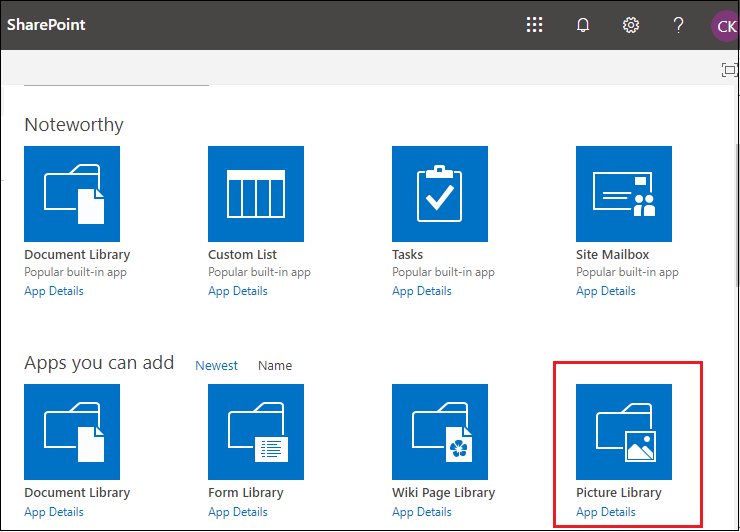 SharePoint
?
CK
Noteworthy
Document Library
Popular built-in app
App Details
Custom List
Popular built-in app
App Details
Tasks
Popular built-in app
App Details
Site Mailbox
Popular built-in app
App Details
Apps you can add Newest Name
Document Library
App Details
Form Library
App Details
Wiki Page Library
App Details
Picture Library
App Details